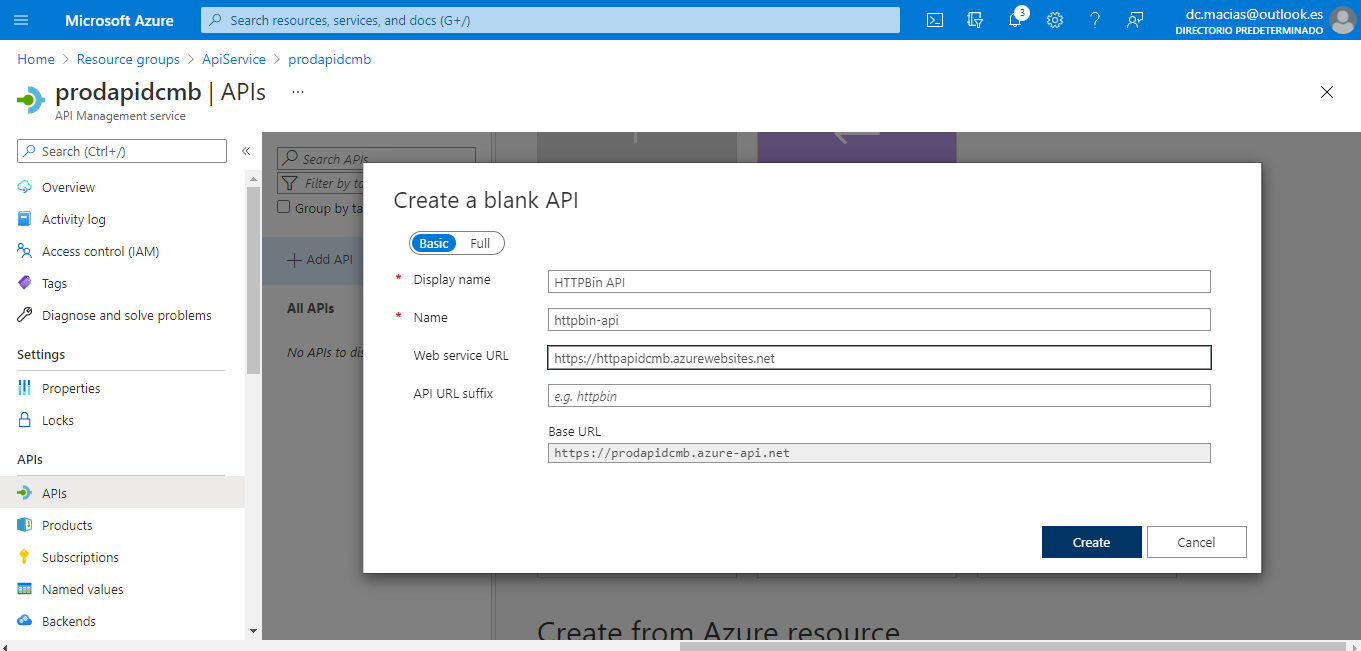 Microsoft Azure
Search resources, services, and docs (G+/)
3
dc.macias@outlook.es
DIRECTORIO PREDETERMINADO
Home > Resource groups > ApiService > prodapidcmb
prodapidcmb | APIs ...
API Management service
Search (Ctrl+/)
«
Overview
Activity log
Access control (IAM)
Tags
Diagnose and solve problems
Settings
Properties
Locks
APIs
APIs
Products
Subscriptions
Named values
Backends
Search APIs
Filter by ta
Group by ta
+ Add API
All APIs
No APIs to dis
Create a blank API
Basic Full
* Display name HTTPBin API
* Name httpbin-api
Web service URL https://httpapidcmb.azurewebsites.net
API URL suffix e.g. httpbin
Base URL
https://prodapidcmb.azure-api.net
Create Cancel
Create from Azure resource